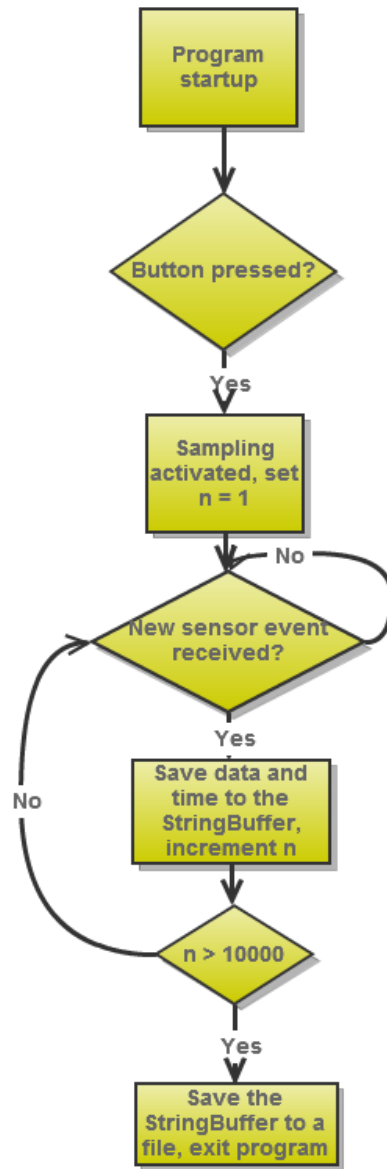 Program
startup
Button pressed?
Yes
Sampling
activated, set
n = 1
No
New sensor event
received?
Yes
Save data and
time to the
StringBuffer,
increment n
No
n > 10000
Yes
Save the
StringBuffer to a
file, exit program